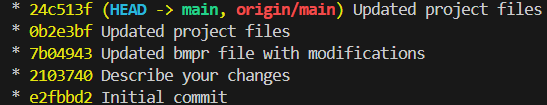 * 24c513f (HEAD -> main, origin/main) Updated project files
* 0b2e3bf Updated project files
* 7b04943 Updated bmpr file with modifications
* 2103740 Describe your changes
* e2fbbd2 Initial commit